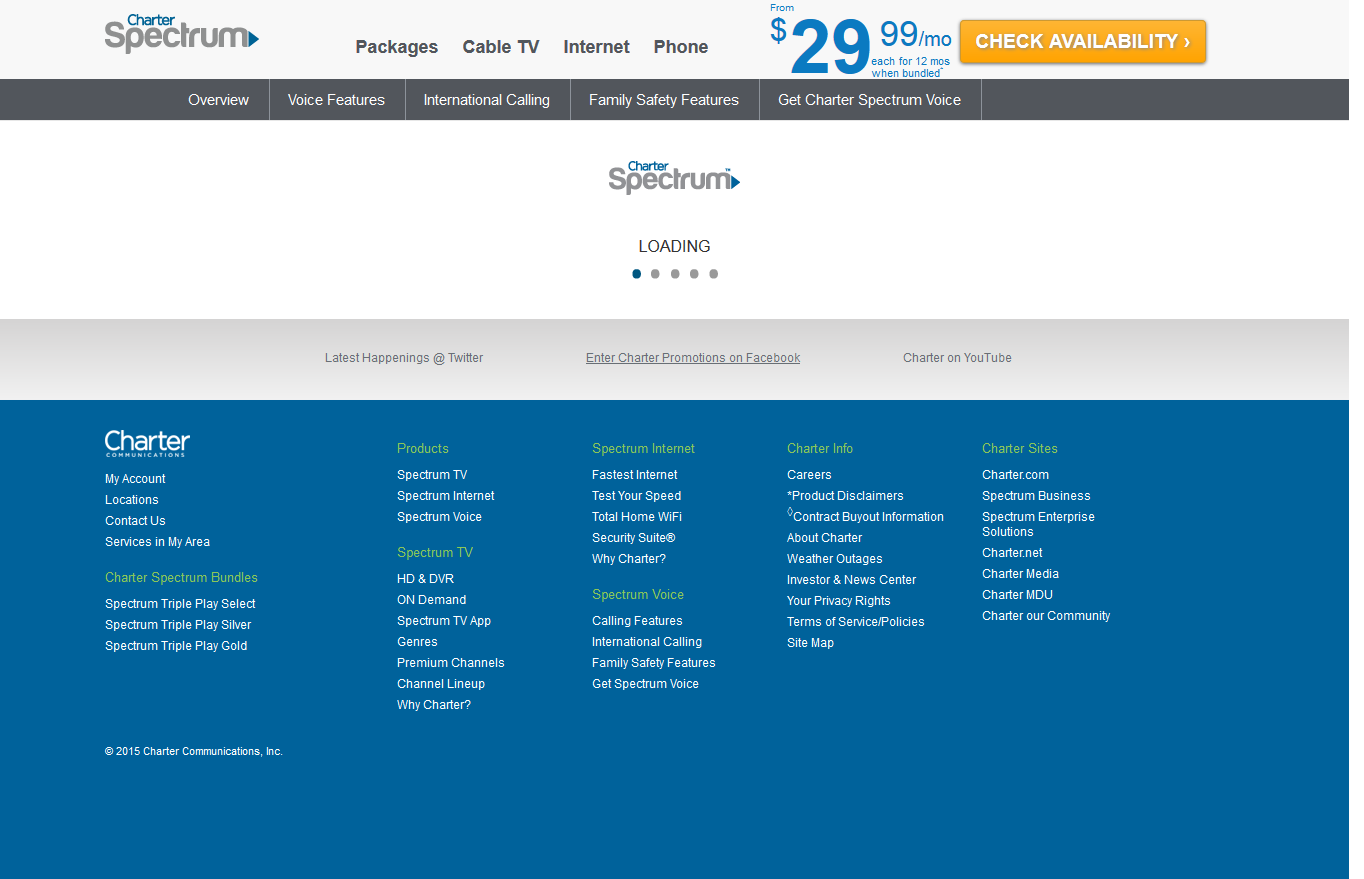 Charter
Spectrum
Packages Cable TV Internet Phone
From
$29 99/mo
each for 12 mos
when bundled^
CHECK AVAILABILITY ›
Overview Voice Features International Calling Family Safety Features Get Charter Spectrum Voice
Charter
Spectrum™
LOADING
Latest Happenings @ Twitter Enter Charter Promotions on Facebook Charter on YouTube
Charter
COMMUNICATIONS
My Account
Locations
Contact Us
Services in My Area
Charter Spectrum Bundles
Spectrum Triple Play Select
Spectrum Triple Play Silver
Spectrum Triple Play Gold
Products
Spectrum TV
Spectrum Internet
Spectrum Voice
Spectrum TV
HD & DVR
ON Demand
Spectrum TV App
Genres
Premium Channels
Channel Lineup
Why Charter?
Spectrum Internet
Fastest Internet
Test Your Speed
Total Home WiFi
Security Suite®
Why Charter?
Spectrum Voice
Calling Features
International Calling
Family Safety Features
Get Spectrum Voice
Charter Info
Careers
*Product Disclaimers
◊Contract Buyout Information
About Charter
Weather Outages
Investor & News Center
Your Privacy Rights
Terms of Service/Policies
Site Map
Charter Sites
Charter.com
Spectrum Business
Spectrum Enterprise
Solutions
Charter.net
Charter Media
Charter MDU
Charter our Community
© 2015 Charter Communications, Inc.